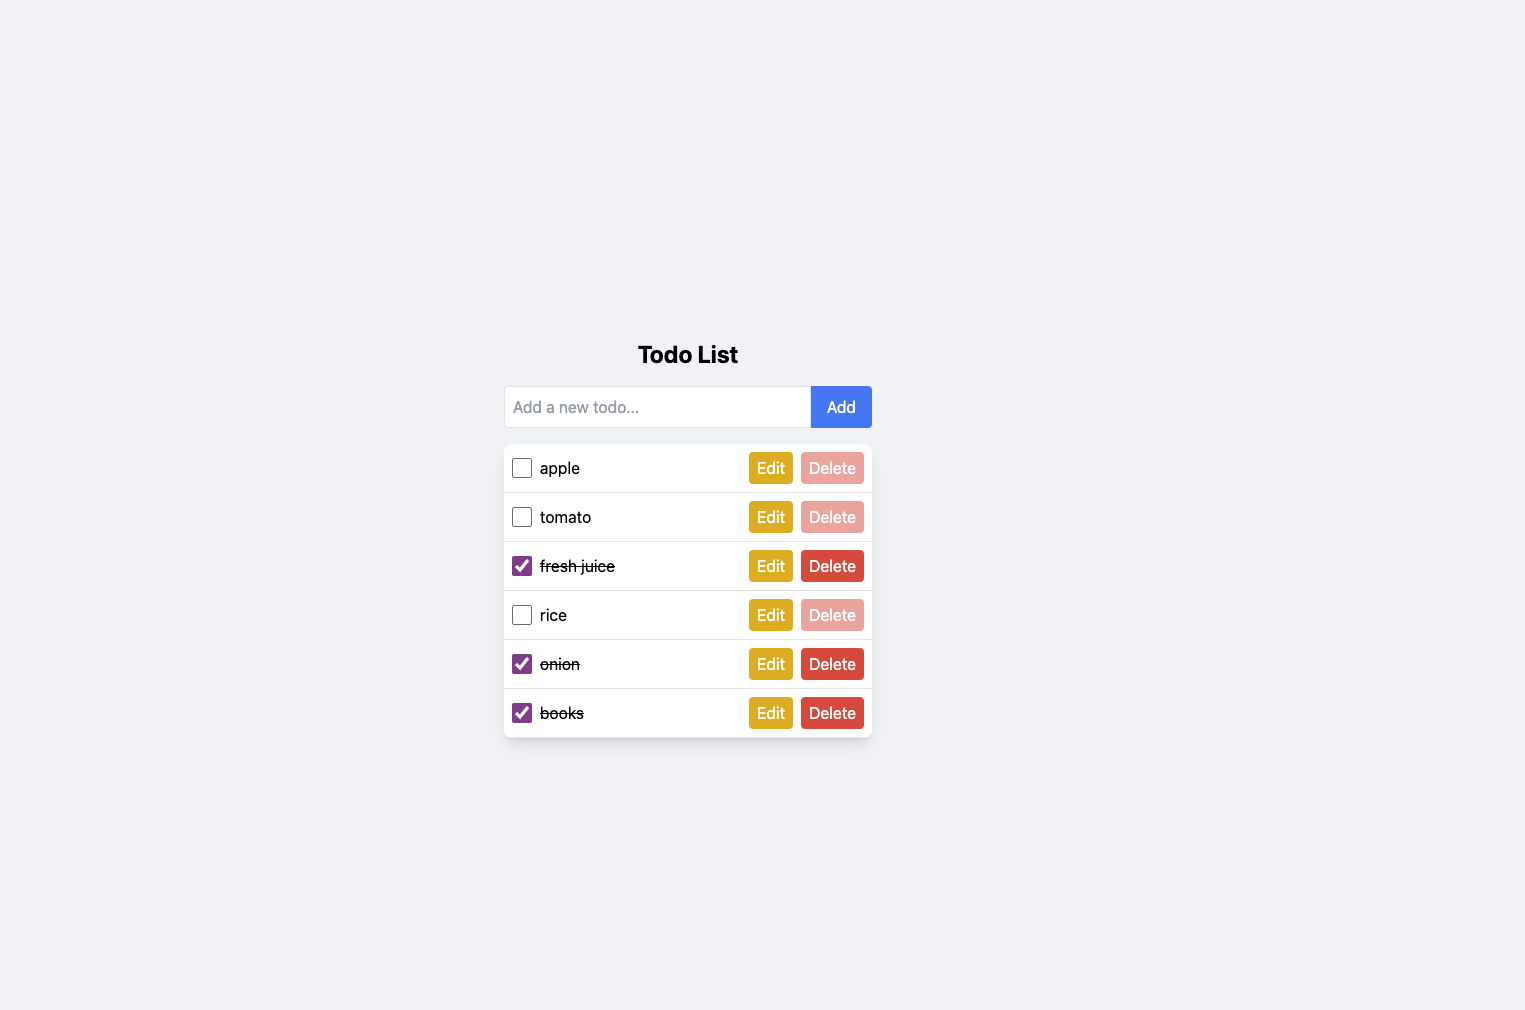 Todo List
Add a new todo... Add
apple Edit Delete
tomato Edit Delete
fresh juice Edit Delete
rice Edit Delete
onion Edit Delete
books Edit Delete